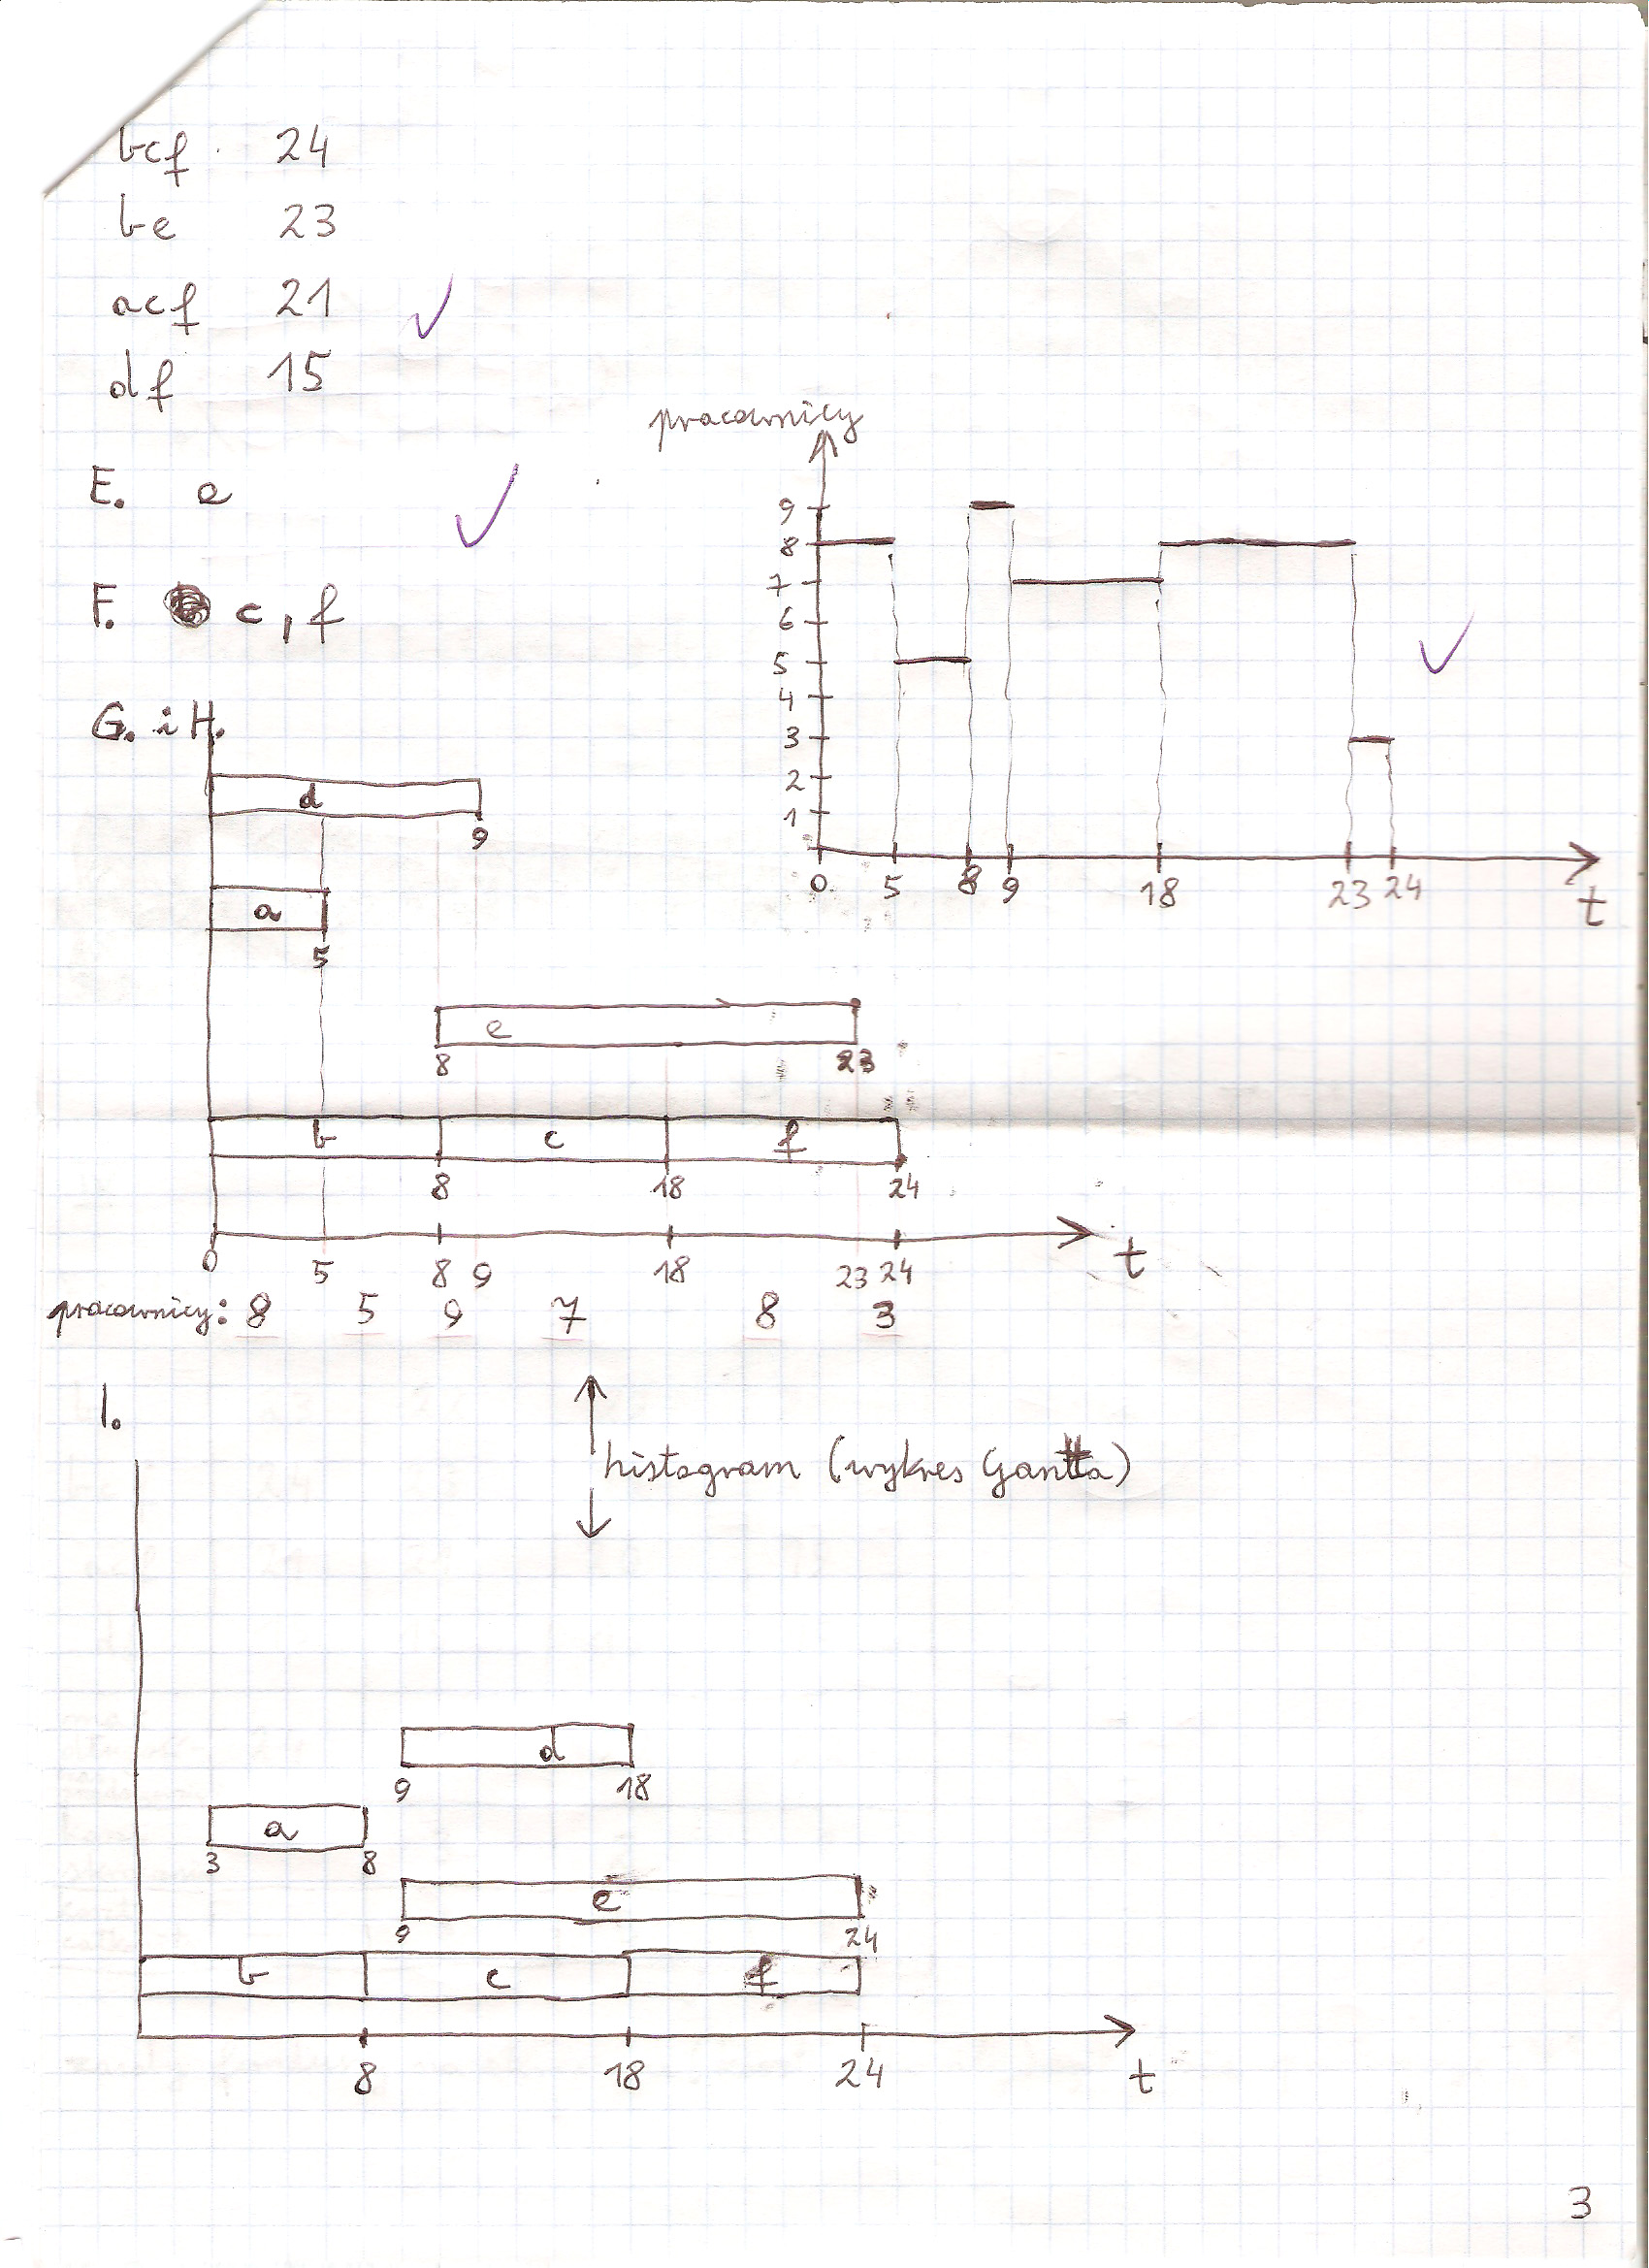 bcf 24
be 23
acf 21
df 15
E. e
F. c, f
G. i H.
pracownicy
9
8
7
6
5
4
3
2
1
0 5 8 9 18 23 24
t
d
9
a
5
e
8 23
b c f
8 18 24
0 5 8 9 18 23 24 t
pracownicy: 8 5 9 7 8 3
I.
histogram (wykres Gantta)
d
9 18
a
3 8
e
9 24
b c f
8 18 24 t
3